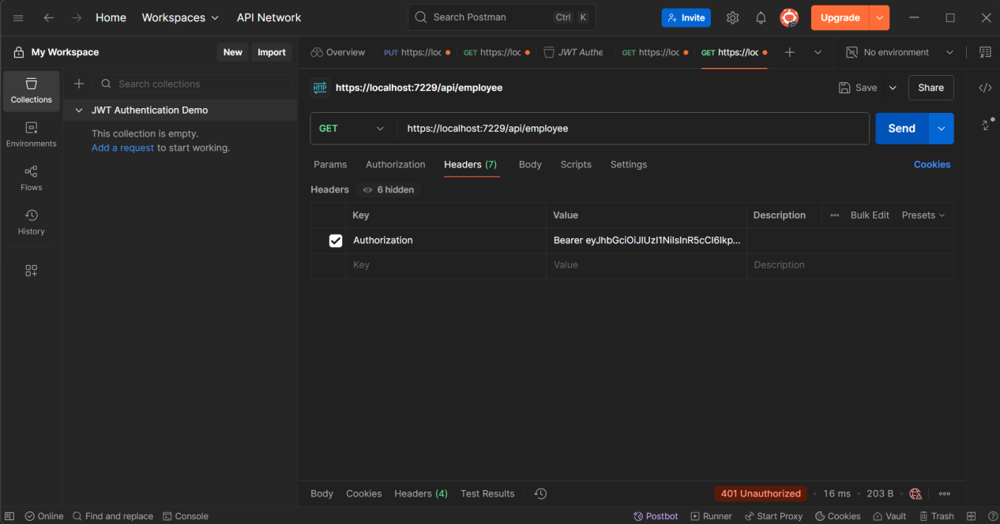 Home Workspaces API Network Search Postman Ctrl K Invite Upgrade
My Workspace New Import Overview PUT https://loc GET https://loc JWT Authe GET https://loc GET https://loc No environment
Collections
Search collections
https://localhost:7229/api/employee Save Share
JWT Authentication Demo
This collection is empty.
Add a request to start working.
GET https://localhost:7229/api/employee Send
Environments
Flows
History
Params Authorization Headers (7) Body Scripts Settings Cookies
Headers 6 hidden
Key Value Description Bulk Edit Presets
Authorization Bearer eyJhbGciOiJIUzI1NiIsInR5cCI6Ikp...
Key Value Description
Body Cookies Headers (4) Test Results 401 Unauthorized 16 ms 203 B
Online Find and replace Console Postbot Runner Start Proxy Cookies Vault Trash